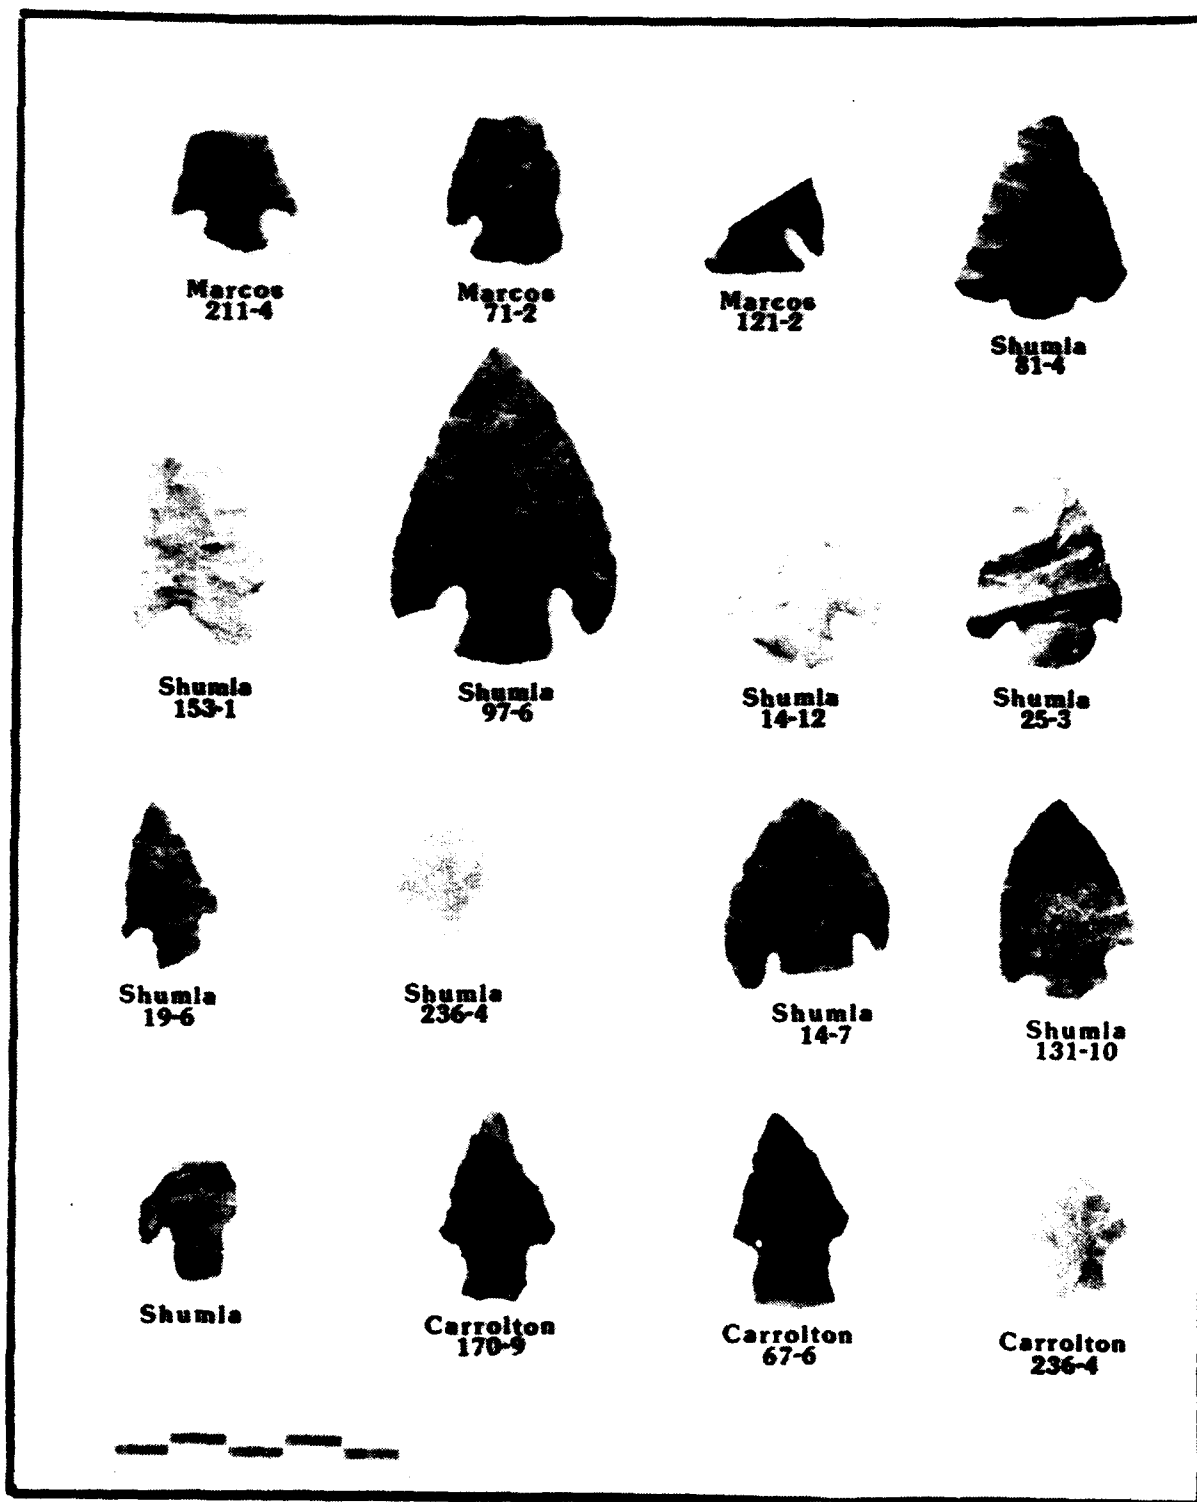 Marcos
211-4
Marcos
71-2
Marcos
121-2
Shumla
81-4
Shumla
153-1
Shumla
97-6
Shumla
14-12
Shumla
25-3
Shumla
19-6
Shumla
236-4
Shumla
14-7
Shumla
131-10
Shumla
Carrolton
170-9
Carrolton
67-6
Carrolton
236-4